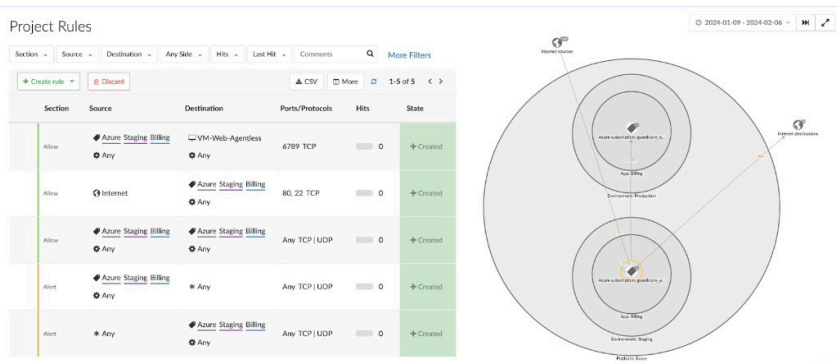 Project Rules
Section Source Destination Any Side Hits Last Hit Comments More Filters
+ Create rule Discard CSV More 1-5 of 5 < >
Section Source Destination Ports/Protocols Hits State
Allow Azure Staging Billing VM-Web-Agentless 6789 TCP 0 + Created
Any Any
Allow Internet Azure Staging Billing 80, 22 TCP 0 + Created
Any
Allow Azure Staging Billing Azure Staging Billing Any TCP | UDP 0 + Created
Any Any
Alert Azure Staging Billing * Any Any TCP | UDP 0 + Created
Any
Alert * Any Azure Staging Billing Any TCP | UDP 0 + Created
Any
2024-01-09 - 2024-02-06
Internet sources
Internet destinations
Azure subscription: guardicore_o...
App: Billing
Environment: Production
App: Billing
Environment: Staging
Platform: Azure